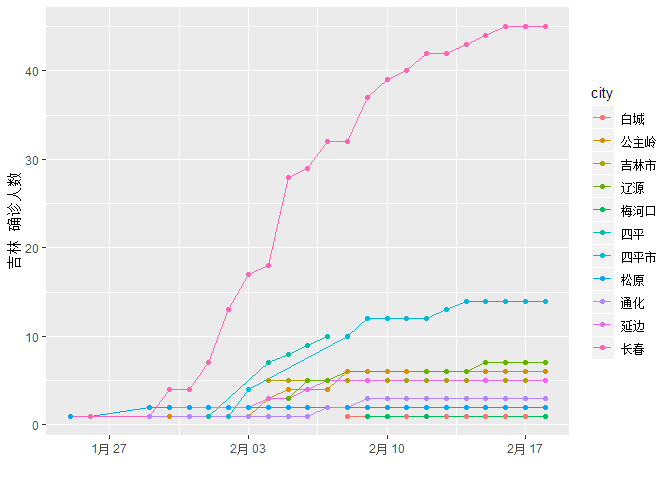 吉林 确诊人数
40
30
20
10
0
1月 27
2月 03
2月 10
2月 17
city
白城
公主岭
吉林市
辽源
梅河口
四平
四平市
松原
通化
延边
长春